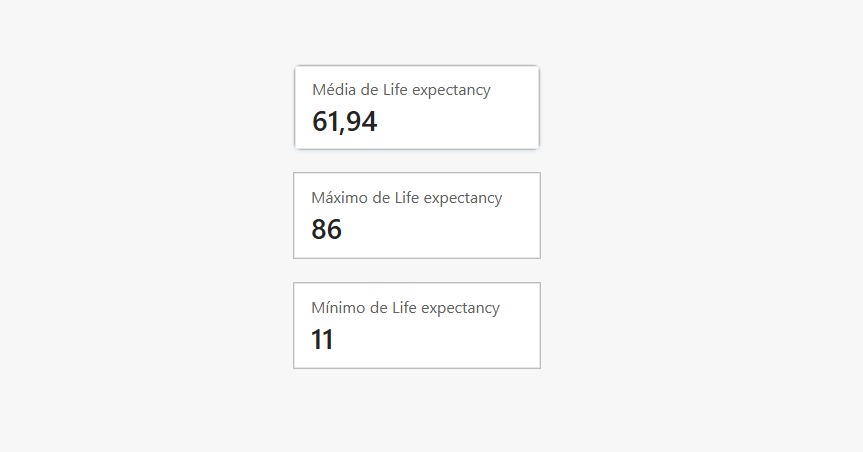 Média de Life expectancy
61,94
Máximo de Life expectancy
86
Mínimo de Life expectancy
11